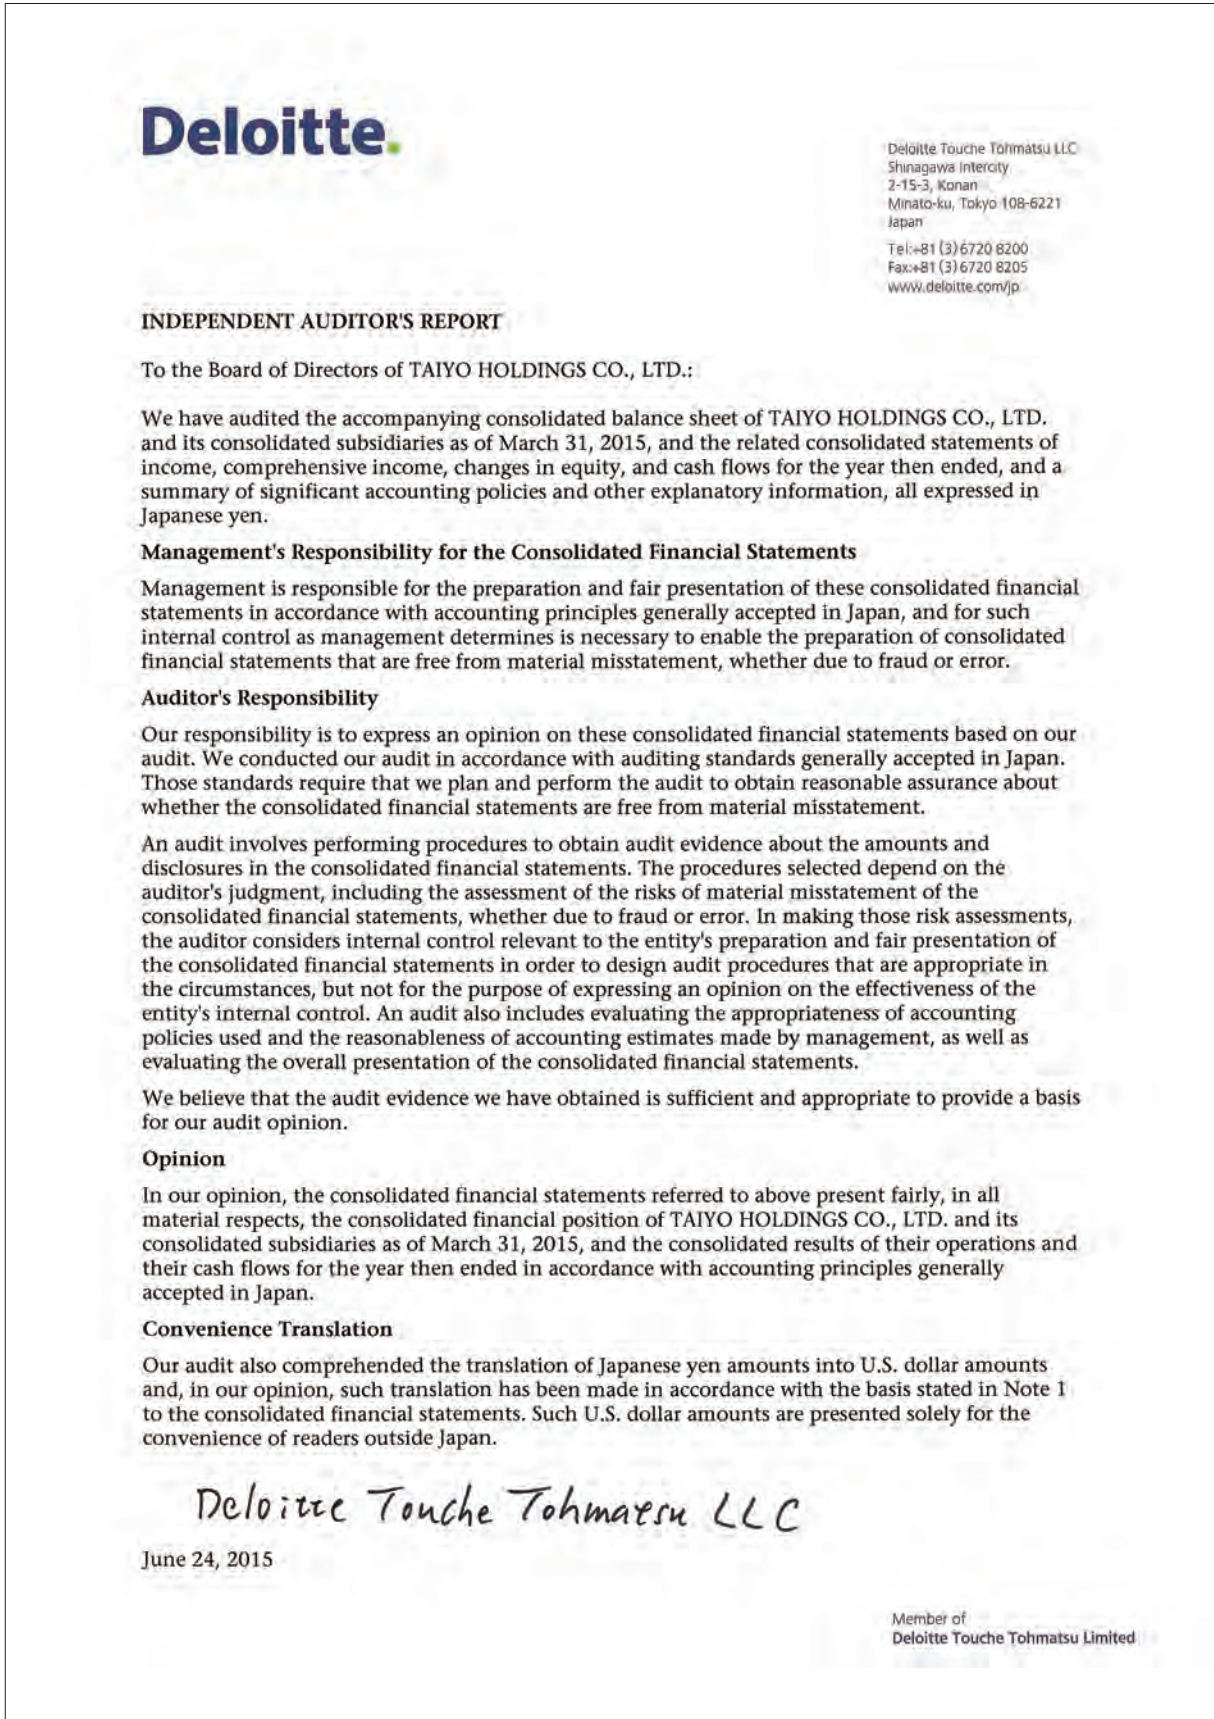 Deloitte.
Deloitte Touche Tohmatsu LLC
Shinagawa Intercity
2-15-3, Konan
Minato-ku, Tokyo 108-6221
Japan
Tel:+81 (3) 6720 8200
Fax:+81 (3) 6720 8205
www.deloitte.com/jp
INDEPENDENT AUDITOR'S REPORT
To the Board of Directors of TAIYO HOLDINGS CO., LTD.:
We have audited the accompanying consolidated balance sheet of TAIYO HOLDINGS CO., LTD.
and its consolidated subsidiaries as of March 31, 2015, and the related consolidated statements of
income, comprehensive income, changes in equity, and cash flows for the year then ended, and a
summary of significant accounting policies and other explanatory information, all expressed in
Japanese yen.
Management's Responsibility for the Consolidated Financial Statements
Management is responsible for the preparation and fair presentation of these consolidated financial
statements in accordance with accounting principles generally accepted in Japan, and for such
internal control as management determines is necessary to enable the preparation of consolidated
financial statements that are free from material misstatement, whether due to fraud or error.
Auditor's Responsibility
Our responsibility is to express an opinion on these consolidated financial statements based on our
audit. We conducted our audit in accordance with auditing standards generally accepted in Japan.
Those standards require that we plan and perform the audit to obtain reasonable assurance about
whether the consolidated financial statements are free from material misstatement.
An audit involves performing procedures to obtain audit evidence about the amounts and
disclosures in the consolidated financial statements. The procedures selected depend on the
auditor's judgment, including the assessment of the risks of material misstatement of the
consolidated financial statements, whether due to fraud or error. In making those risk assessments,
the auditor considers internal control relevant to the entity's preparation and fair presentation of
the consolidated financial statements in order to design audit procedures that are appropriate in
the circumstances, but not for the purpose of expressing an opinion on the effectiveness of the
entity's internal control. An audit also includes evaluating the appropriateness of accounting
policies used and the reasonableness of accounting estimates made by management, as well as
evaluating the overall presentation of the consolidated financial statements.
We believe that the audit evidence we have obtained is sufficient and appropriate to provide a basis
for our audit opinion.
Opinion
In our opinion, the consolidated financial statements referred to above present fairly, in all
material respects, the consolidated financial position of TAIYO HOLDINGS CO., LTD. and its
consolidated subsidiaries as of March 31, 2015, and the consolidated results of their operations and
their cash flows for the year then ended in accordance with accounting principles generally
accepted in Japan.
Convenience Translation
Our audit also comprehended the translation of Japanese yen amounts into U.S. dollar amounts
and, in our opinion, such translation has been made in accordance with the basis stated in Note 1
to the consolidated financial statements. Such U.S. dollar amounts are presented solely for the
convenience of readers outside Japan.
Deloitte Touche Tohmatsu LLC
June 24, 2015
Member of
Deloitte Touche Tohmatsu Limited